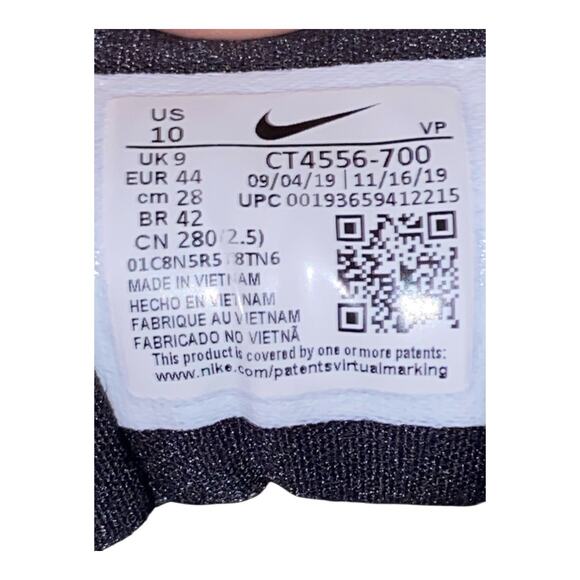 US
10
VP
UK 9
CT4556-700
EUR 44
09/04/19 | 11/16/19
cm 28
UPC 00193659412215
BR 42
CN 280(2.5)
MADE IN VIETNAM
HECHO EN VIETNAM
FABRIQUE AU VIETNAM
FABRICADO NO VIETNÃ
This product is covered by one or more patents:
www.nike.com/patentsvirtualmarking